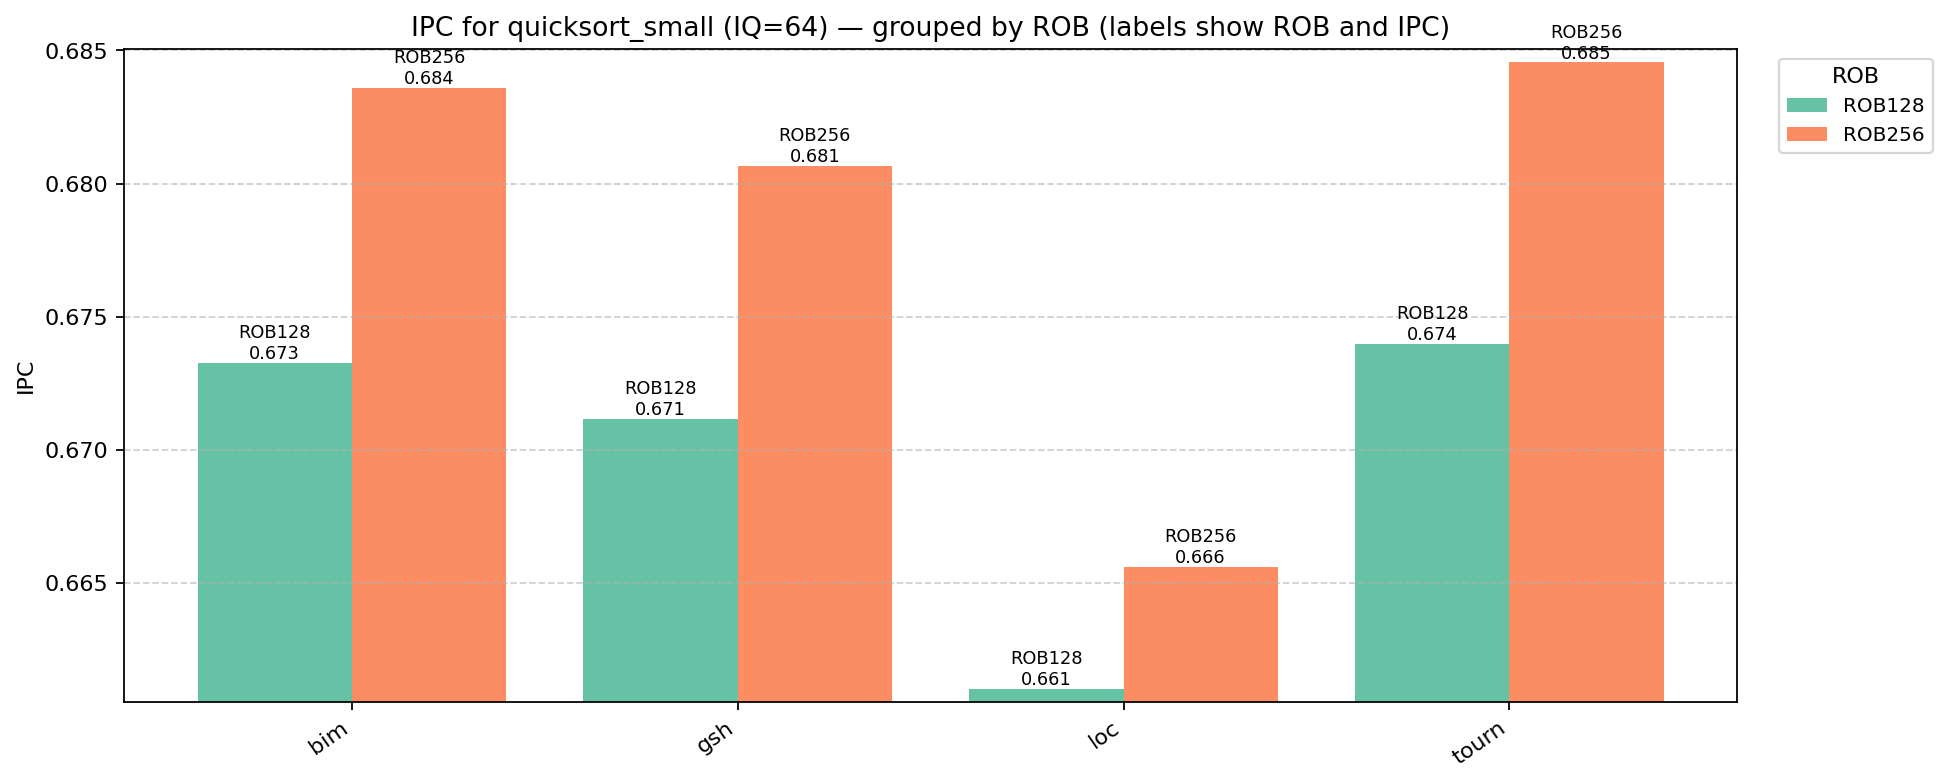 IPC for quicksort_small (IQ=64) — grouped by ROB (labels show ROB and IPC)
IPC
0.685
0.680
0.675
0.670
0.665
ROB128
0.673
ROB256
0.684
ROB128
0.671
ROB256
0.681
ROB128
0.661
ROB256
0.666
ROB128
0.674
ROB256
0.685
bim
gsh
loc
tourn
ROB
ROB128
ROB256